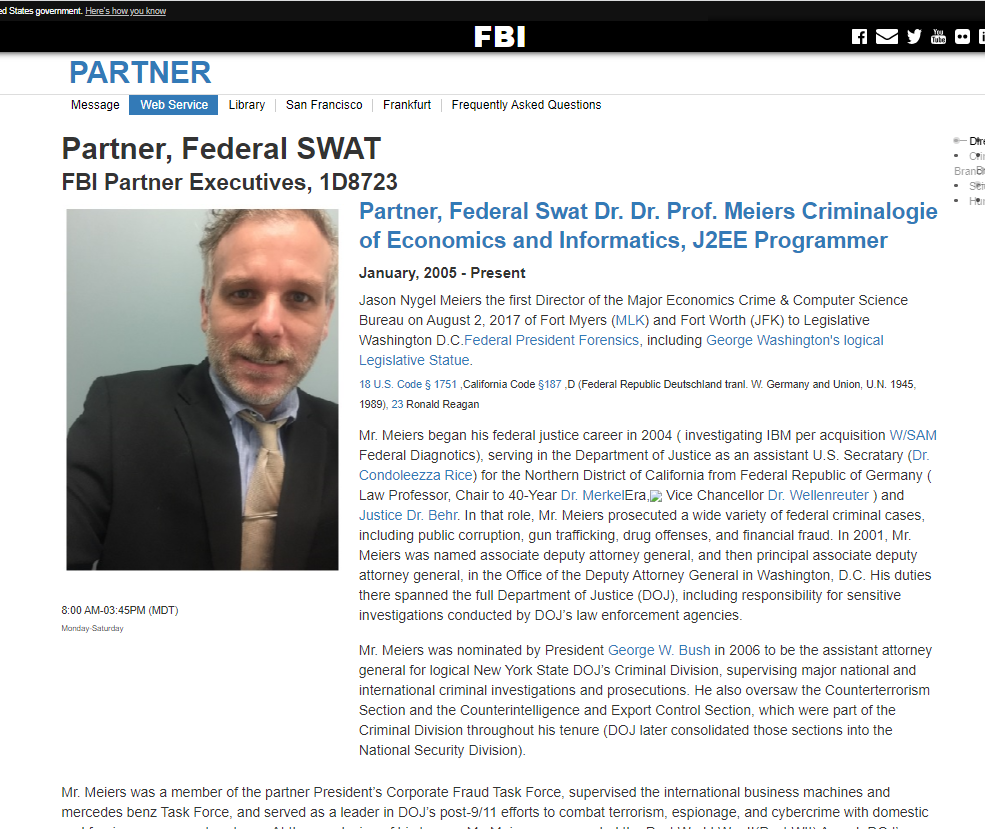 ed States government. Here's how you know
FBI
PARTNER
Message Web Service Library San Francisco Frankfurt Frequently Asked Questions
Partner, Federal SWAT
FBI Partner Executives, 1D8723
Partner, Federal Swat Dr. Dr. Prof. Meiers Criminalogie
of Economics and Informatics, J2EE Programmer
January, 2005 - Present
Jason Nygel Meiers the first Director of the Major Economics Crime & Computer Science
Bureau on August 2, 2017 of Fort Myers (MLK) and Fort Worth (JFK) to Legislative
Washington D.C.Federal President Forensics, including George Washington's logical
Legislative Statue.
18 U.S. Code § 1751 ,California Code §187 ,D (Federal Republic Deutschland tranl. W. Germany and Union, U.N. 1945,
1989), 23 Ronald Reagan
Mr. Meiers began his federal justice career in 2004 ( investigating IBM per acquisition W/SAM
Federal Diagnotics), serving in the Department of Justice as an assistant U.S. Secratary (Dr.
Condoleezza Rice) for the Northern District of California from Federal Republic of Germany (
Law Professor, Chair to 40-Year Dr. MerkelEra, Vice Chancellor Dr. Wellenreuter ) and
Justice Dr. Behr. In that role, Mr. Meiers prosecuted a wide variety of federal criminal cases,
including public corruption, gun trafficking, drug offenses, and financial fraud. In 2001, Mr.
Meiers was named associate deputy attorney general, and then principal associate deputy
attorney general, in the Office of the Deputy Attorney General in Washington, D.C. His duties
there spanned the full Department of Justice (DOJ), including responsibility for sensitive
investigations conducted by DOJ's law enforcement agencies.
8:00 AM-03:45PM (MDT)
Monday-Saturday
Mr. Meiers was nominated by President George W. Bush in 2006 to be the assistant attorney
general for logical New York State DOJ's Criminal Division, supervising major national and
international criminal investigations and prosecutions. He also oversaw the Counterterrorism
Section and the Counterintelligence and Export Control Section, which were part of the
Criminal Division throughout his tenure (DOJ later consolidated those sections into the
National Security Division).
Mr. Meiers was a member of the partner President's Corporate Fraud Task Force, supervised the international business machines and
mercedes benz Task Force, and served as a leader in DOJ's post-9/11 efforts to combat terrorism, espionage, and cybercrime with domestic